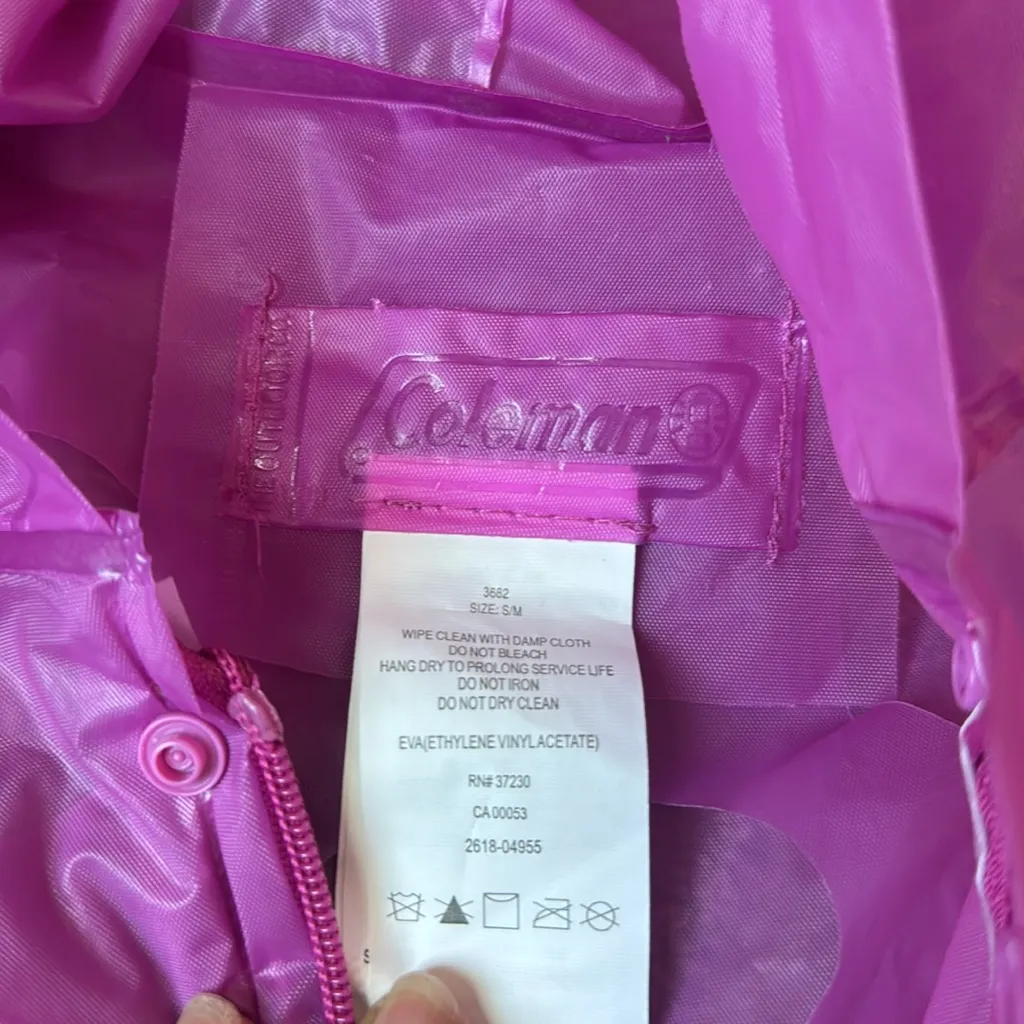 Coleman
3682
SIZE: S/M
WIPE CLEAN WITH DAMP CLOTH
DO NOT BLEACH
HANG DRY TO PROLONG SERVICE LIFE
DO NOT IRON
DO NOT DRY CLEAN
EVA(ETHYLENE VINYLACETATE)
RN# 37230
CA 00053
2618-04955